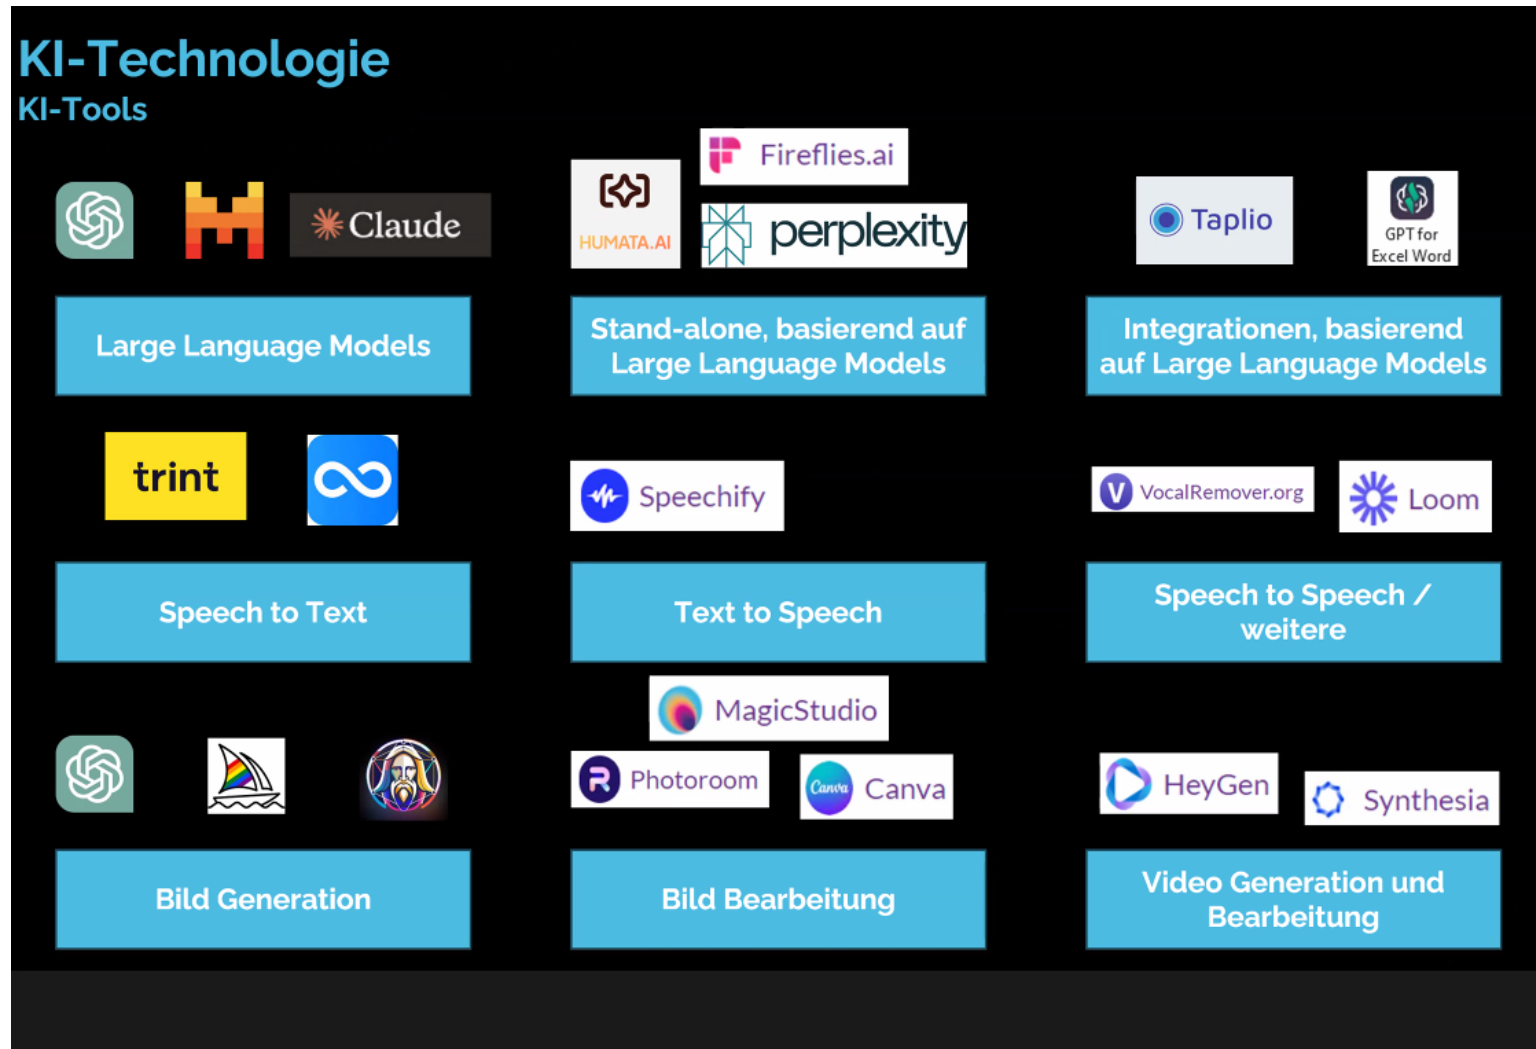 KI-Technologie
KI-Tools
Claude
HUMATA.AI
Fireflies.ai
perplexity
Taplio
GPT for
Excel Word
Large Language Models
Stand-alone, basierend auf
Large Language Models
Integrationen, basierend
auf Large Language Models
trint
Speechify
V VocalRemover.org
Loom
Speech to Text
Text to Speech
Speech to Speech /
weitere
MagicStudio
R Photoroom
Canva Canva
HeyGen
Synthesia
Bild Generation
Bild Bearbeitung
Video Generation und
Bearbeitung